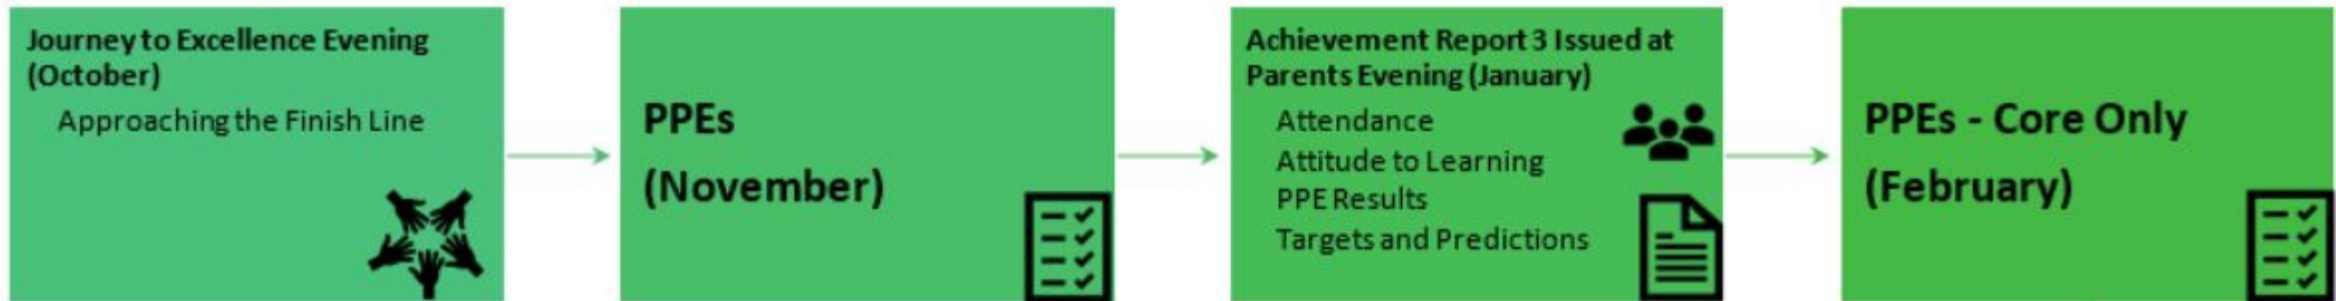 Journey to Excellence Evening
(October)
Approaching the Finish Line
PPEs
(November)
Achievement Report 3 Issued at
Parents Evening (January)
Attendance
Attitude to Learning
PPE Results
Targets and Predictions
PPEs - Core Only
(February)